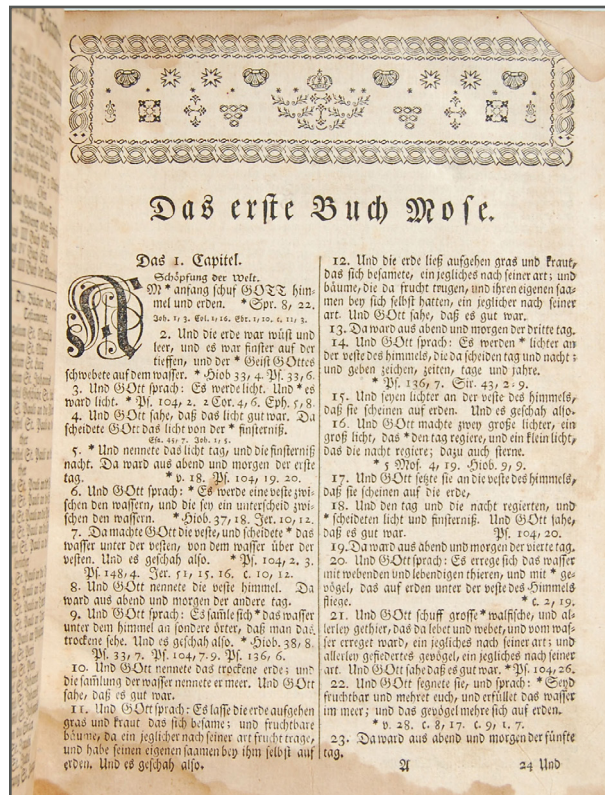 Das erste Buch Mose.
Das 1. Capitel.
Schöpfung der Welt.
AM * anfang schuf GOTT him-
mel und erden. * Spr. 8, 22.
Joh. 1, 3. Col. 1, 16. Ebr. 1, 10. c. 11, 3.
2. Und die erde war wüst und
leer, und es war finster auf der
tieffen, und der * Geist GOttes
schwebete auf dem wasser. * Hiob 33, 4. Ps. 33, 6.
3. Und GOtt sprach: Es werde licht. Und * es
ward licht. * Ps. 104, 2. 2 Cor. 4, 6. Eph. 5, 8.
4. Und GOtt sahe, daß das licht gut war. Da
scheidete GOtt das licht von der * finsterniß.
Esa. 45, 7. Joh. 1, 5.
5. * Und nennete das licht tag, und die finsterniß
nacht. Da ward aus abend und morgen der erste
tag. * v. 18. Ps. 104, 19. 20.
6. Und GOtt sprach: * Es werde eine veste zwi-
schen den wassern, und die sey ein unterscheid zwi-
schen den wassern. * Hiob. 37, 18. Jer. 10, 12.
7. Da machte GOtt die veste, und scheidete * das
wasser unter der vesten, von dem wasser über der
vesten. Und es geschah also. * Ps. 104, 2. 3.
Ps. 148, 4. Jer. 51, 15. 16. c. 10, 12.
8. Und GOtt nennete die veste himmel. Da
ward aus abend und morgen der andere tag.
9. Und GOtt sprach: Es samle sich * das wasser
unter dem himmel an sondere örter, daß man das
trockene sehe. Und es geschah also. * Hiob. 38, 8.
Ps. 33, 7. Ps. 104, 7-9. Ps. 136, 6.
10. Und GOtt nennete das trockene erde; und
die samlung der wasser nennete er meer. Und GOtt
sahe, daß es gut war.
11. Und GOtt sprach: Es lasse die erde aufgehen
gras und kraut das sich besame; und fruchtbare
bäume, da ein jeglicher nach seiner art frucht trage,
und habe seinen eigenen saamen bey ihm selbst auf
erden. Und es geschah also.
12. Und die erde ließ aufgehen gras und kraut,
das sich besamete, ein jegliches nach seiner art; und
bäume, die da frucht trugen, und ihren eigenen saa-
men bey sich selbst hatten, ein jeglicher nach seiner
art. Und GOtt sahe, daß es gut war.
13. Da ward aus abend und morgen der dritte tag.
14. Und GOtt sprach: Es werden * lichter an
der veste des himmels, die da scheiden tag und nacht;
und geben zeichen, zeiten, tage und jahre.
* Ps. 136, 7. Sir. 43, 2-9.
15. Und seyen lichter an der veste des himmels,
daß sie scheinen auf erden. Und es geschah also.
16. Und GOtt machte zwey große lichter, ein
groß licht, das * den tag regiere, und ein klein licht,
das die nacht regiere; dazu auch sterne.
* 5 Mos. 4, 19. Hiob. 9, 9.
17. Und GOtt setzte sie an die veste des himmels,
daß sie scheinen auf die erde,
18. Und den tag und die nacht regierten, und
* scheideten licht und finsterniß. Und GOtt sahe,
daß es gut war. Ps. 104, 20.
19. Da ward aus abend und morgen der vierte tag.
20. Und GOtt sprach: Es errege sich das wasser
mit webenden und lebendigen thieren, und mit * ge-
vögel, das auf erden unter der veste des Himmels
fliege. * c. 2, 19.
21. Und GOtt schuff grosse * walfische, und al-
lerley gethier, das da lebet und webet, und vom was-
ser erreget ward, ein jegliches nach seiner art; und
allerley gefiedertes gevögel, ein jegliches nach seiner
art. Und GOtt sahe daß es gut war. * Ps. 104, 26.
22. Und GOtt segnete sie, und sprach: * Seyd
fruchtbar und mehret euch, und erfüllet das wasser
im meer; und das gevögel mehre sich auf erden.
* v. 28. c. 8, 17. c. 9, 1. 7.
23. Da ward aus abend und morgen der fünfte
tag.
A 24 Und